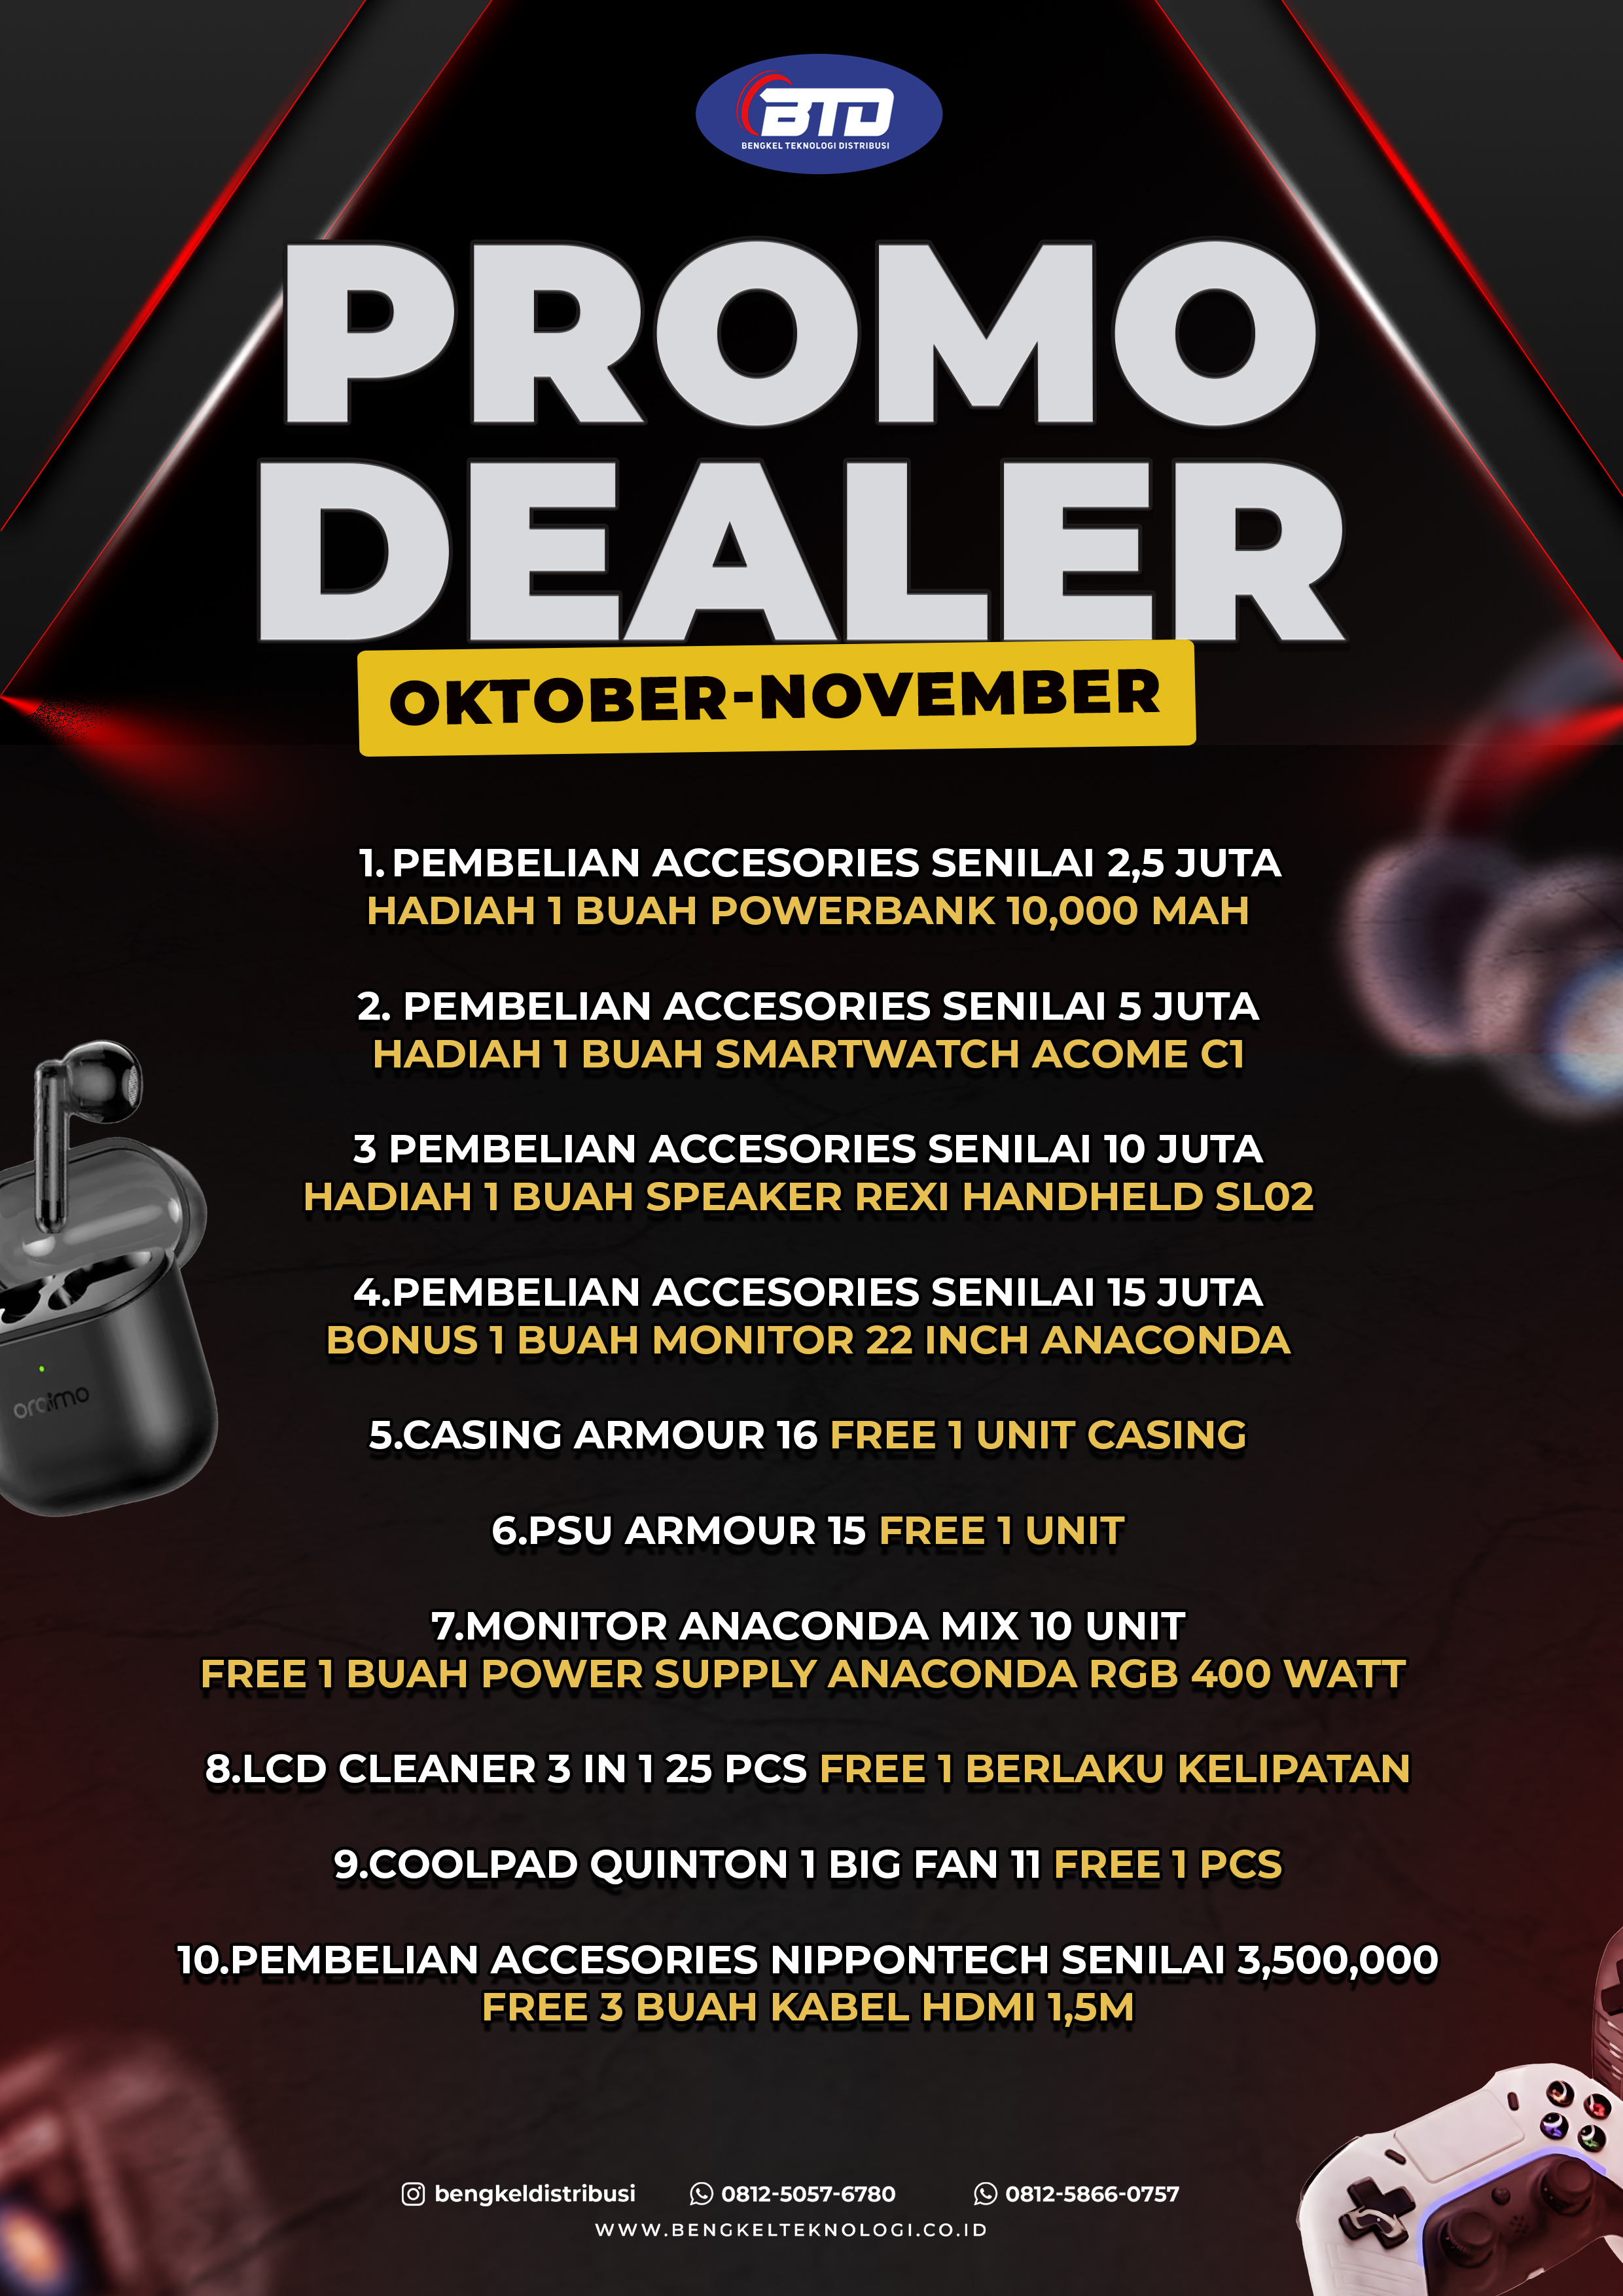 BTD
BENGKEL TEKNOLOGI DISTRIBUSI
PROMO
DEALER
OKTOBER-NOVEMBER
1. PEMBELIAN ACCESORIES SENILAI 2,5 JUTA
HADIAH 1 BUAH POWERBANK 10,000 MAH
2. PEMBELIAN ACCESORIES SENILAI 5 JUTA
HADIAH 1 BUAH SMARTWATCH ACOME C1
3 PEMBELIAN ACCESORIES SENILAI 10 JUTA
HADIAH 1 BUAH SPEAKER REXI HANDHELD SL02
4.PEMBELIAN ACCESORIES SENILAI 15 JUTA
BONUS 1 BUAH MONITOR 22 INCH ANACONDA
oraimo
5.CASING ARMOUR 16 FREE 1 UNIT CASING
6.PSU ARMOUR 15 FREE 1 UNIT
7.MONITOR ANACONDA MIX 10 UNIT
FREE 1 BUAH POWER SUPPLY ANACONDA RGB 400 WATT
8.LCD CLEANER 3 IN 1 25 PCS FREE 1 BERLAKU KELIPATAN
9.COOLPAD QUINTON 1 BIG FAN 11 FREE 1 PCS
10.PEMBELIAN ACCESORIES NIPPONTECH SENILAI 3,500,000
FREE 3 BUAH KABEL HDMI 1,5M
bengkeldistribusi 0812-5057-6780 0812-5866-0757
WWW.BENGKELTEKNOLOGI.CO.ID